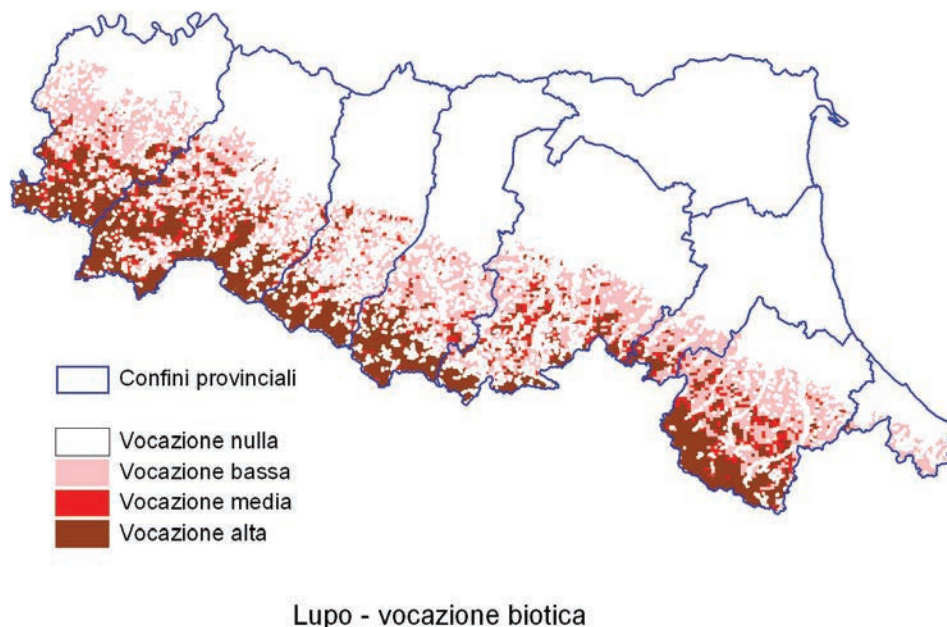 Confini provinciali
Vocazione nulla
Vocazione bassa
Vocazione media
Vocazione alta
Lupo - vocazione biotica